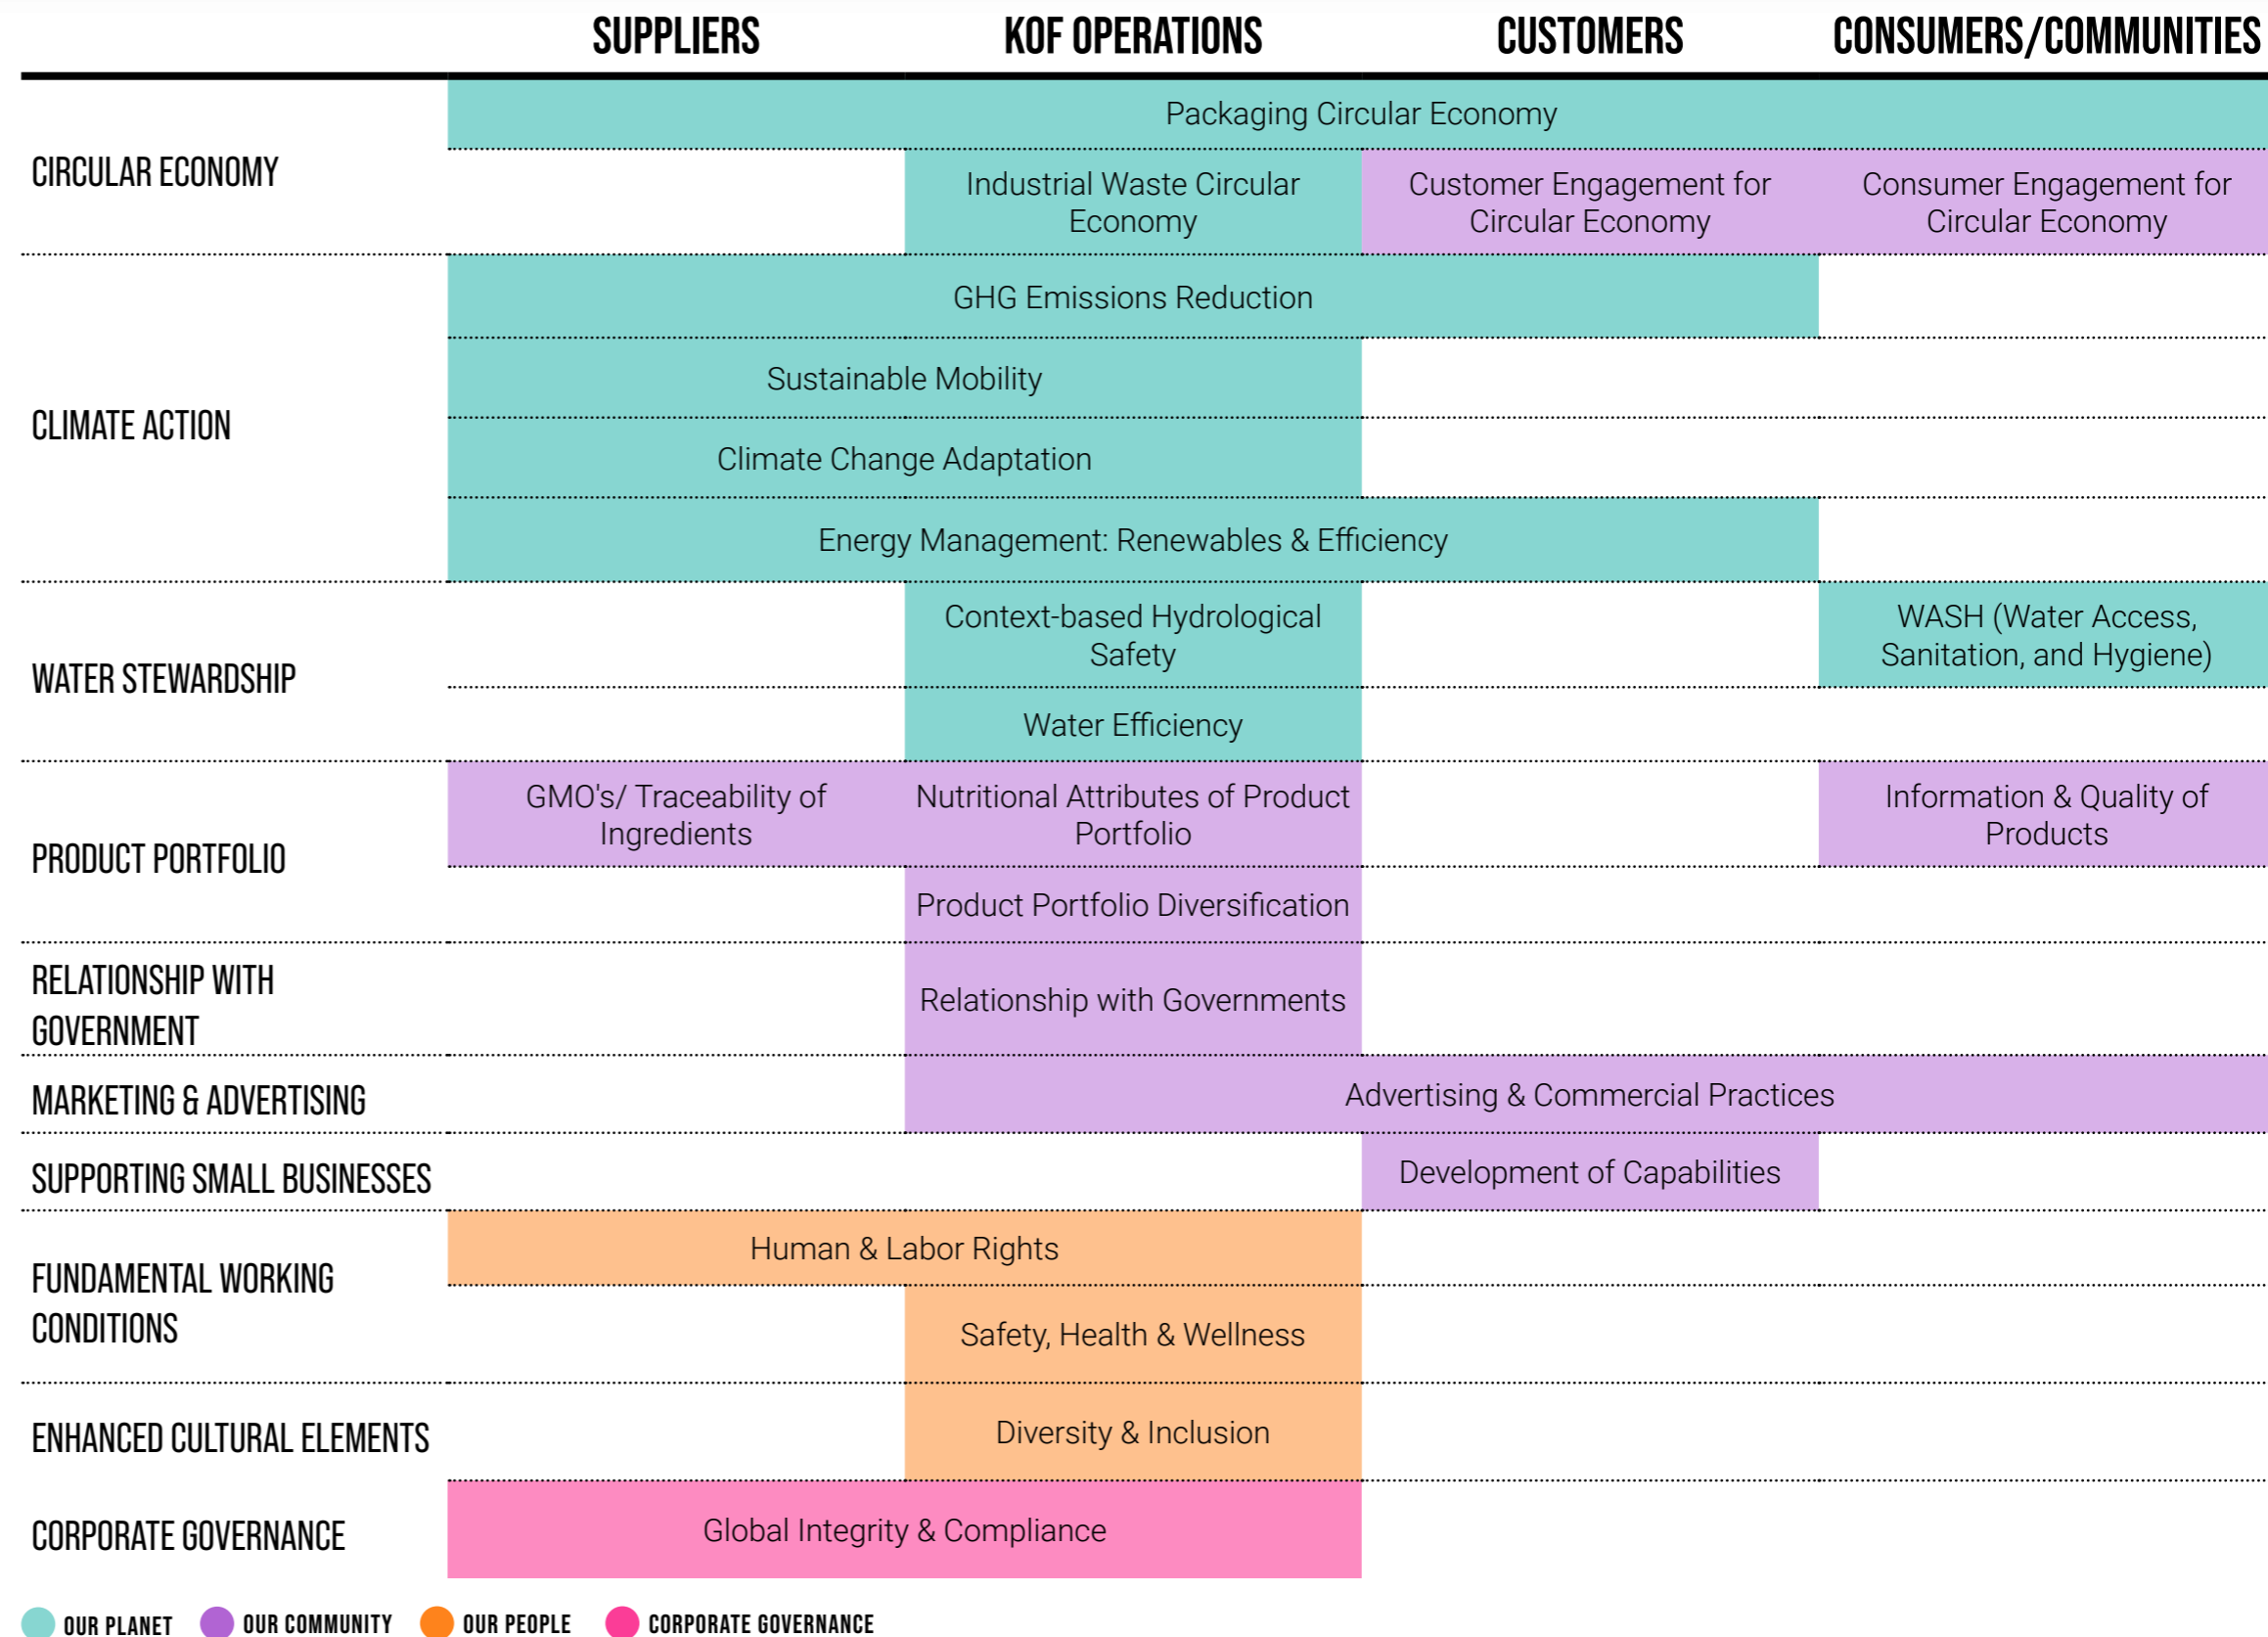 SUPPLIERS KOF OPERATIONS CUSTOMERS CONSUMERS/COMMUNITIES
CIRCULAR ECONOMY
Packaging Circular Economy
Industrial Waste Circular
Economy
Customer Engagement for
Circular Economy
Consumer Engagement for
Circular Economy
CLIMATE ACTION
GHG Emissions Reduction
Sustainable Mobility
Climate Change Adaptation
Energy Management: Renewables & Efficiency
WATER STEWARDSHIP
Context-based Hydrological
Safety
WASH (Water Access,
Sanitation, and Hygiene)
Water Efficiency
PRODUCT PORTFOLIO
GMO's/ Traceability of
Ingredients
Nutritional Attributes of Product
Portfolio
Information & Quality of
Products
Product Portfolio Diversification
RELATIONSHIP WITH
GOVERNMENT
Relationship with Governments
MARKETING & ADVERTISING
Advertising & Commercial Practices
SUPPORTING SMALL BUSINESSES
Development of Capabilities
FUNDAMENTAL WORKING
CONDITIONS
Human & Labor Rights
Safety, Health & Wellness
ENHANCED CULTURAL ELEMENTS
Diversity & Inclusion
CORPORATE GOVERNANCE
Global Integrity & Compliance
OUR PLANET OUR COMMUNITY OUR PEOPLE CORPORATE GOVERNANCE